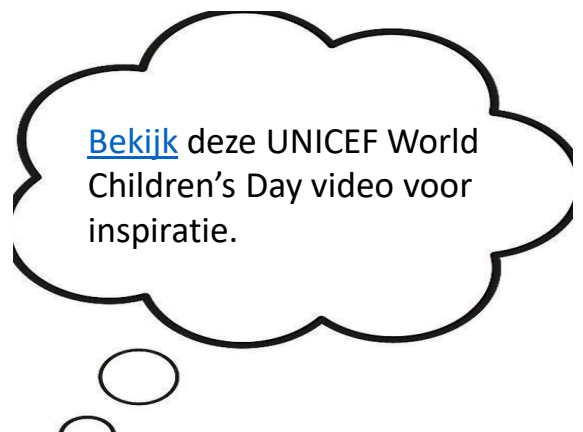 Bekijk deze UNICEF World
Children’s Day video voor
inspiratie.